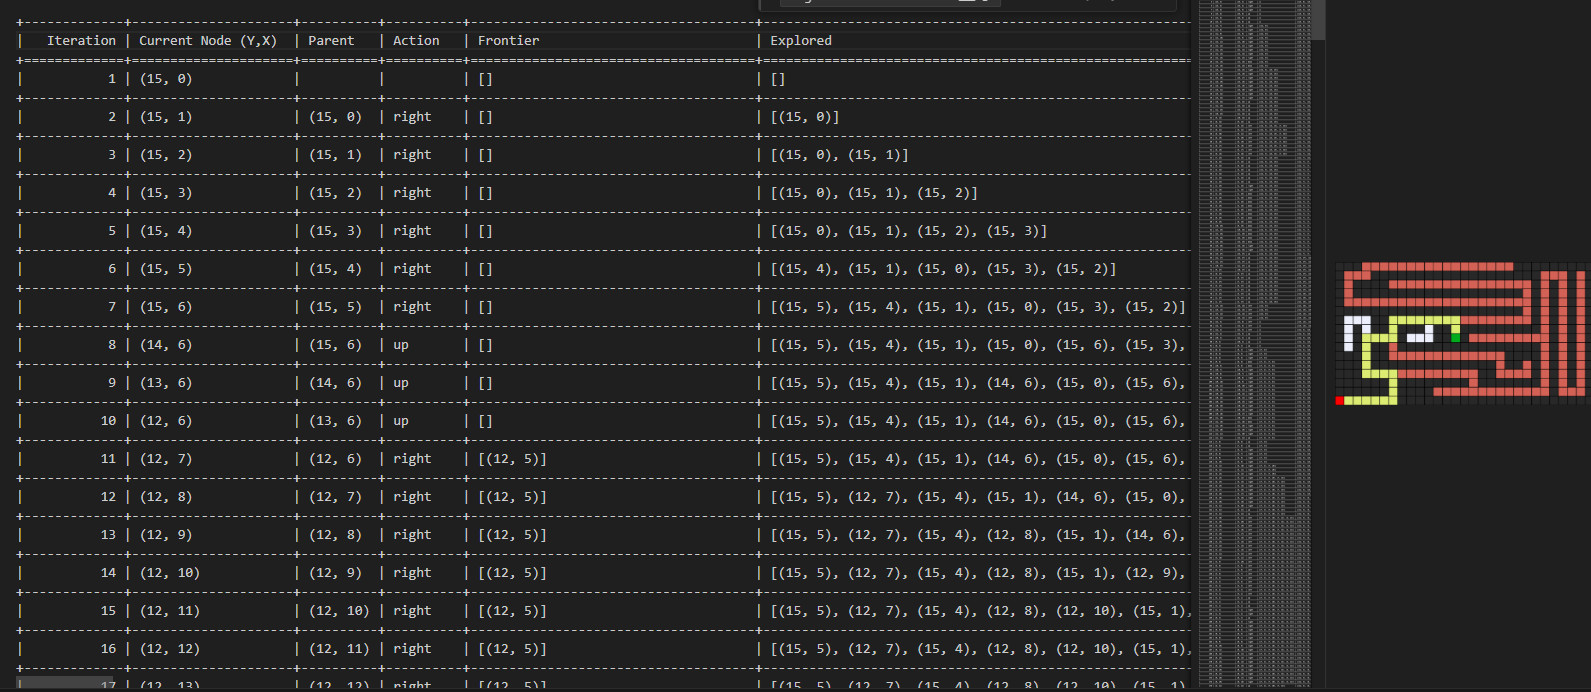 | Iteration | Current Node (Y,X) | Parent | Action | Frontier | Explored
| 1 | (15, 0) | | | [] | []
| 2 | (15, 1) | (15, 0) | right | [] | [(15, 0)]
| 3 | (15, 2) | (15, 1) | right | [] | [(15, 0), (15, 1)]
| 4 | (15, 3) | (15, 2) | right | [] | [(15, 0), (15, 1), (15, 2)]
| 5 | (15, 4) | (15, 3) | right | [] | [(15, 0), (15, 1), (15, 2), (15, 3)]
| 6 | (15, 5) | (15, 4) | right | [] | [(15, 4), (15, 1), (15, 0), (15, 3), (15, 2)]
| 7 | (15, 6) | (15, 5) | right | [] | [(15, 5), (15, 4), (15, 1), (15, 0), (15, 3), (15, 2)]
| 8 | (14, 6) | (15, 6) | up | [] | [(15, 5), (15, 4), (15, 1), (15, 0), (15, 6), (15, 3),
| 9 | (13, 6) | (14, 6) | up | [] | [(15, 5), (15, 4), (15, 1), (14, 6), (15, 0), (15, 6),
| 10 | (12, 6) | (13, 6) | up | [] | [(15, 5), (15, 4), (15, 1), (14, 6), (15, 0), (15, 6),
| 11 | (12, 7) | (12, 6) | right | [(12, 5)] | [(15, 5), (15, 4), (15, 1), (14, 6), (15, 0), (15, 6),
| 12 | (12, 8) | (12, 7) | right | [(12, 5)] | [(15, 5), (12, 7), (15, 4), (15, 1), (14, 6), (15, 0),
| 13 | (12, 9) | (12, 8) | right | [(12, 5)] | [(15, 5), (12, 7), (15, 4), (12, 8), (15, 1), (14, 6),
| 14 | (12, 10) | (12, 9) | right | [(12, 5)] | [(15, 5), (12, 7), (15, 4), (12, 8), (15, 1), (12, 9),
| 15 | (12, 11) | (12, 10) | right | [(12, 5)] | [(15, 5), (12, 7), (15, 4), (12, 8), (12, 10), (15, 1),
| 16 | (12, 12) | (12, 11) | right | [(12, 5)] | [(15, 5), (12, 7), (15, 4), (12, 8), (12, 10), (15, 1),
| 17 | (12, 13) | (12, 12) | right | [(12, 5)] | [(15, 5), (12, 7), (15, 4), (12, 8), (12, 10), (15, 1)